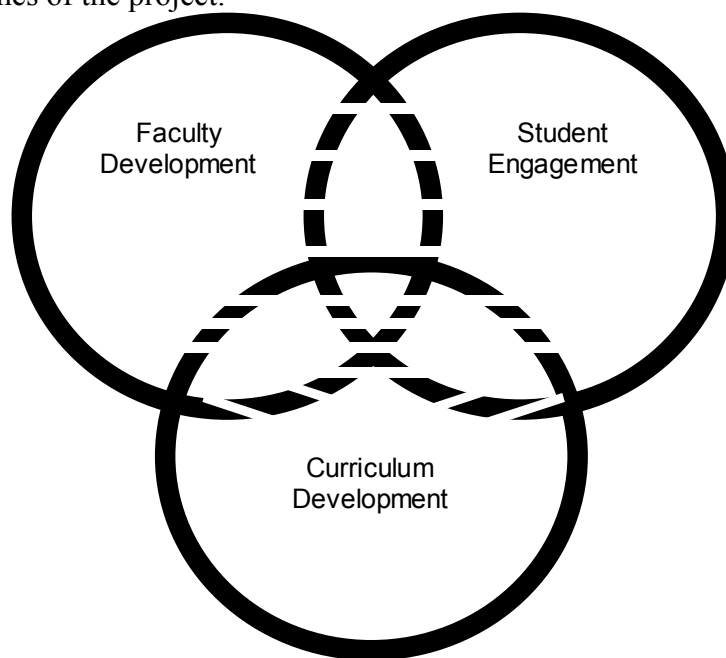 of the project.
Faculty
Development
Student
Engagement
Curriculum
Development